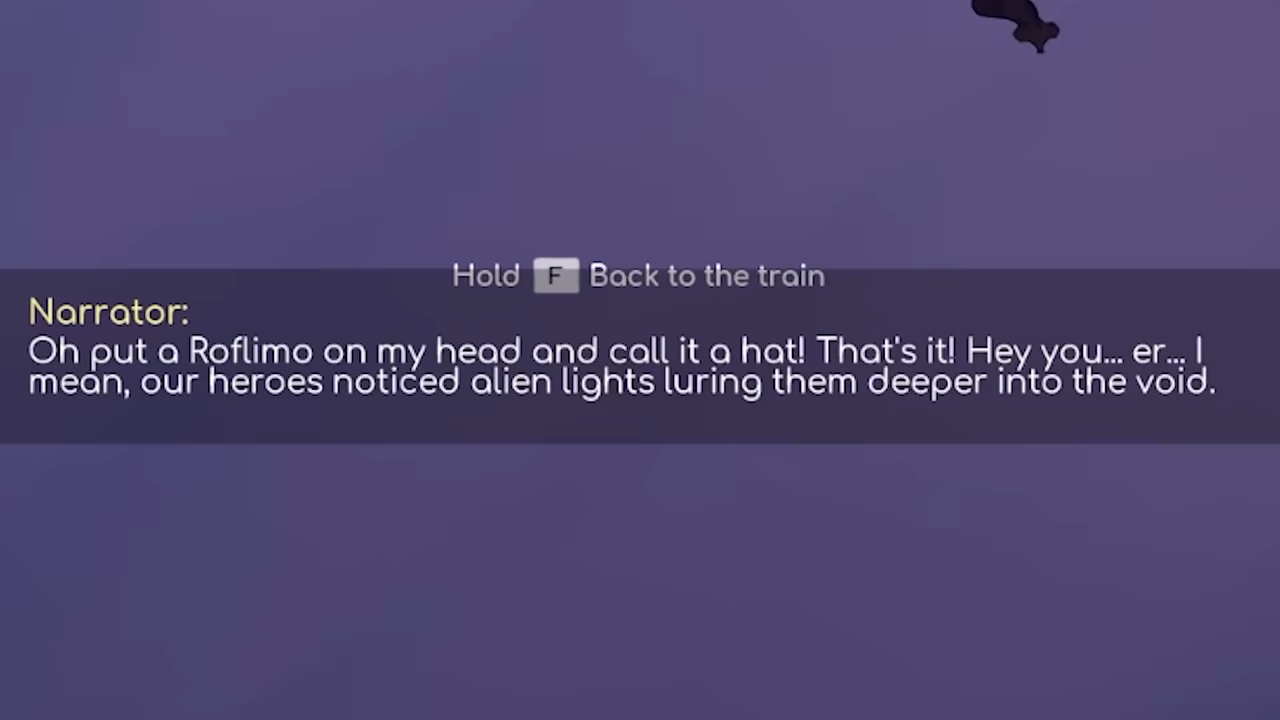 Hold F Back to the train
Narrator:
Oh put a Roflimo on my head and call it a hat! That's it! Hey you... er... I
mean, our heroes noticed alien lights luring them deeper into the void.